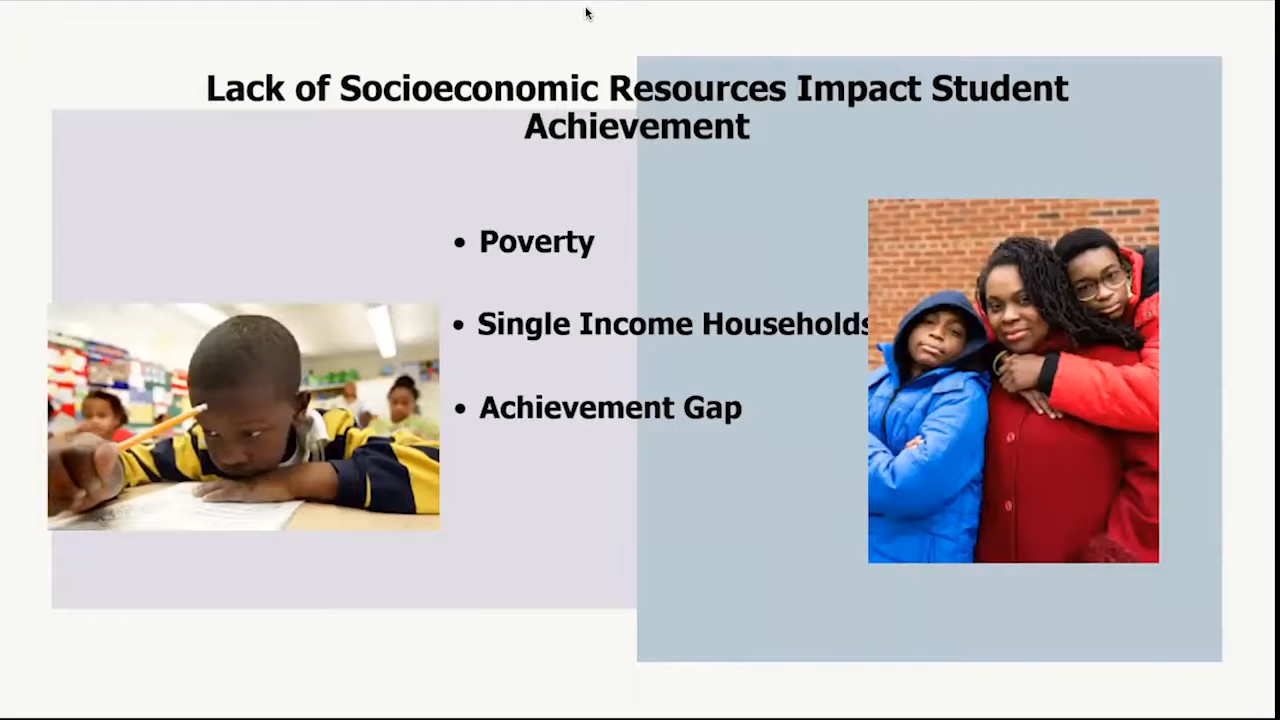 Lack of Socioeconomic Resources Impact Student
Achievement
• Poverty
• Single Income Households
• Achievement Gap